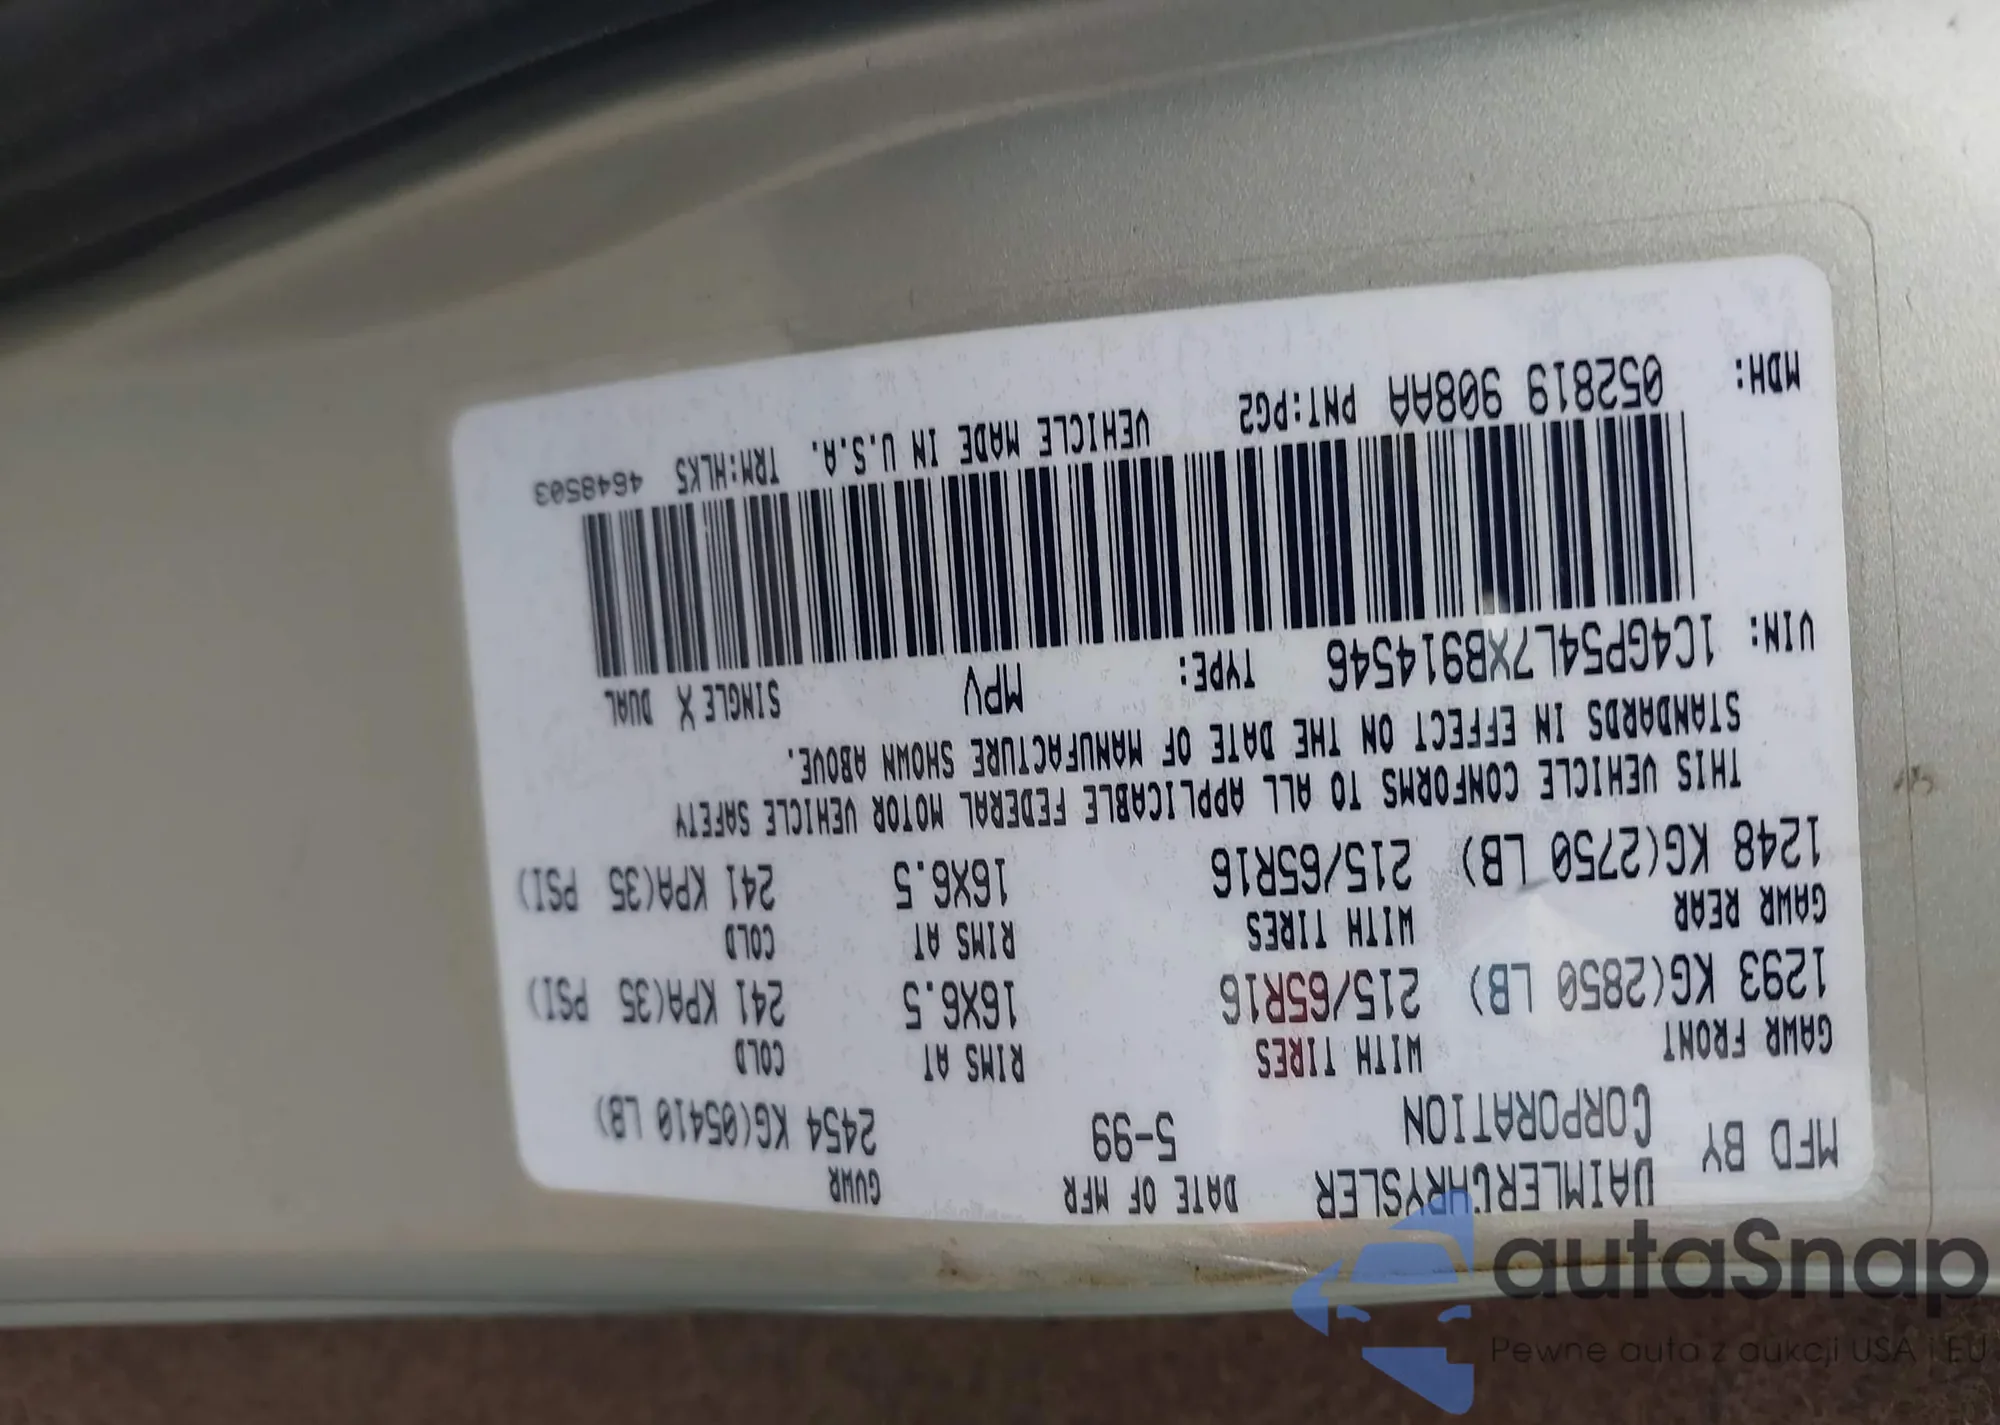 MFD BY DAIMLERCHRYSLER CORPORATION DATE OF MFR 5-99 GVWR 2454 KG(05410 LB)
GAWR FRONT WITH TIRES RIMS AT COLD
1293 KG(2850 LB) 215/65R16 16X6.5 241 KPA(35 PSI)
GAWR REAR WITH TIRES RIMS AT COLD
1248 KG(2750 LB) 215/65R16 16X6.5 241 KPA(35 PSI)
THIS VEHICLE CONFORMS TO ALL APPLICABLE FEDERAL MOTOR VEHICLE SAFETY
STANDARDS IN EFFECT ON THE DATE OF MANUFACTURE SHOWN ABOVE.
VIN: 1C4GP54L7XB914546 TYPE: MPV SINGLE X DUAL
MDH: 052819 908AA PNT:PG2 VEHICLE MADE IN U.S.A. TRM:HLK5 4648503
autaSnap
Pewne auta z aukcji USA i EU